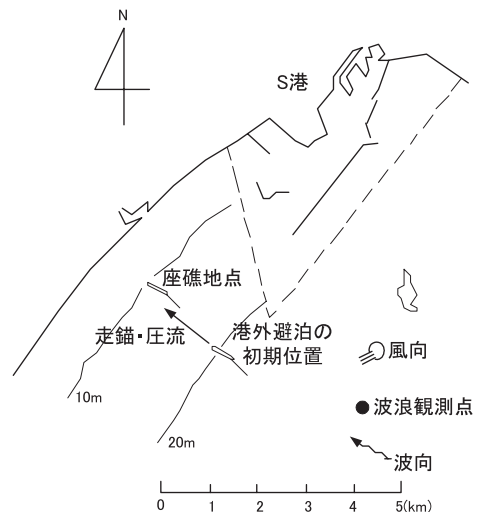 N
S港
座礁地点
走錨・圧流
港外避泊の
初期位置
風向
10m
波浪観測点
20m
波向
0 1 2 3 4 5(km)